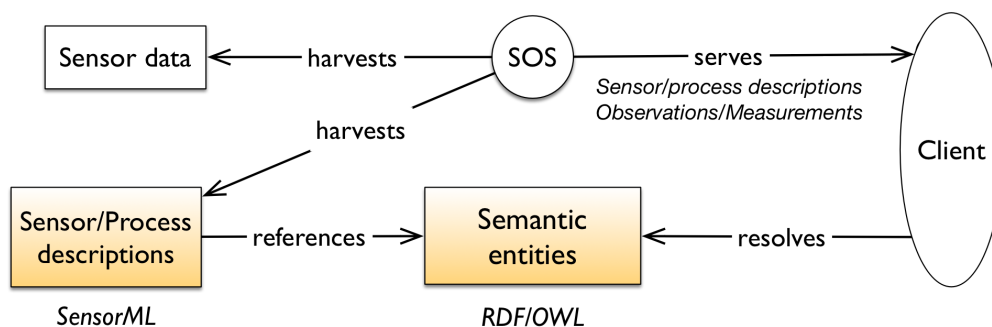 Sensor data
harvests
SOS
serves
Sensor/process descriptions
Observations/Measurements
harvests
Client
Sensor/Process
descriptions
references
Semantic
entities
resolves
SensorML
RDF/OWL